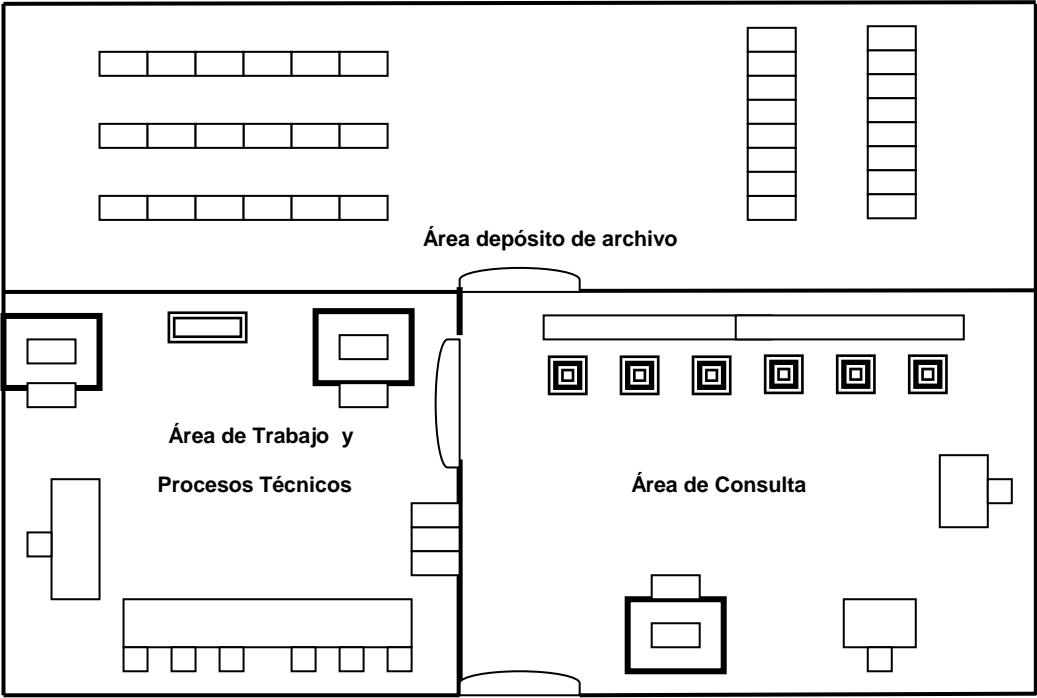 Área depósito de archivo
Área de Trabajo y
Procesos Técnicos
Área de Consulta